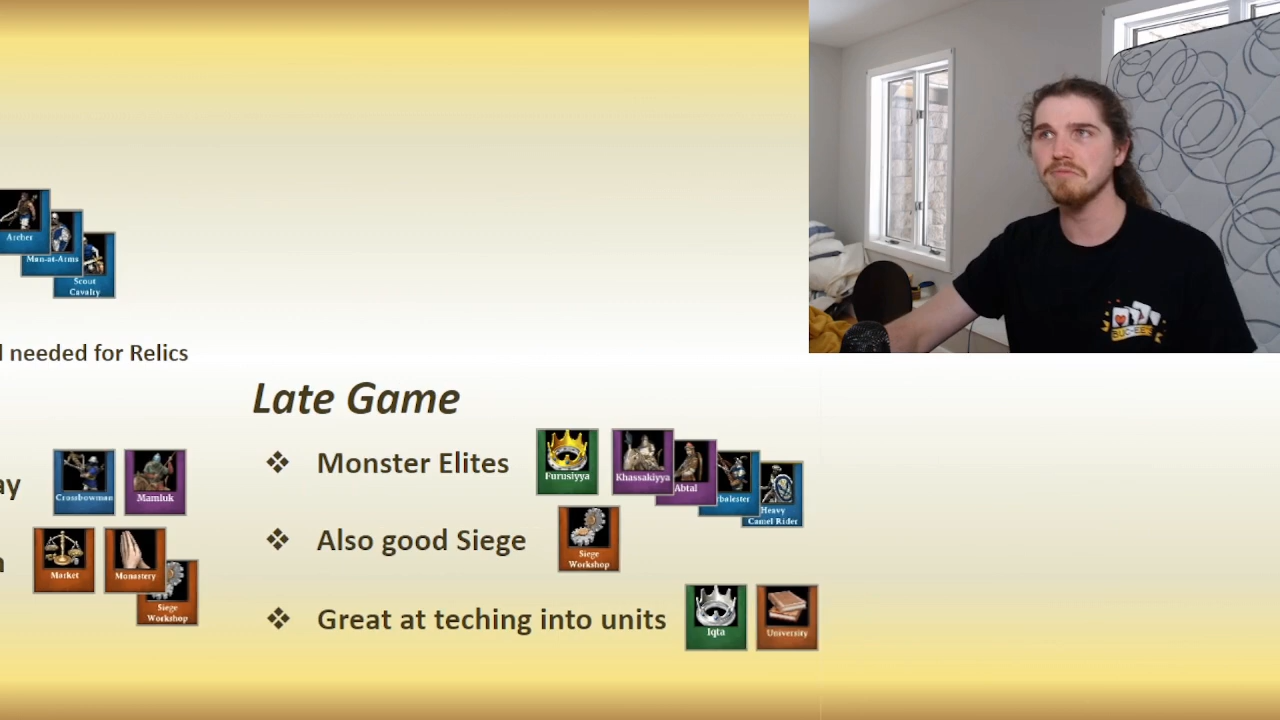 Archer
Man-at-Arms
Scout
Cavalry
needed for Relics
Late Game
ay
Crossbowman
Mamluk
❖ Monster Elites
Furusiyya
Khassakiyya
Abtal
rbalester
Heavy
Camel Rider
Market
Monastery
Siege
Workshop
❖ Also good Siege
Siege
Workshop
❖ Great at teching into units
Iqta
University